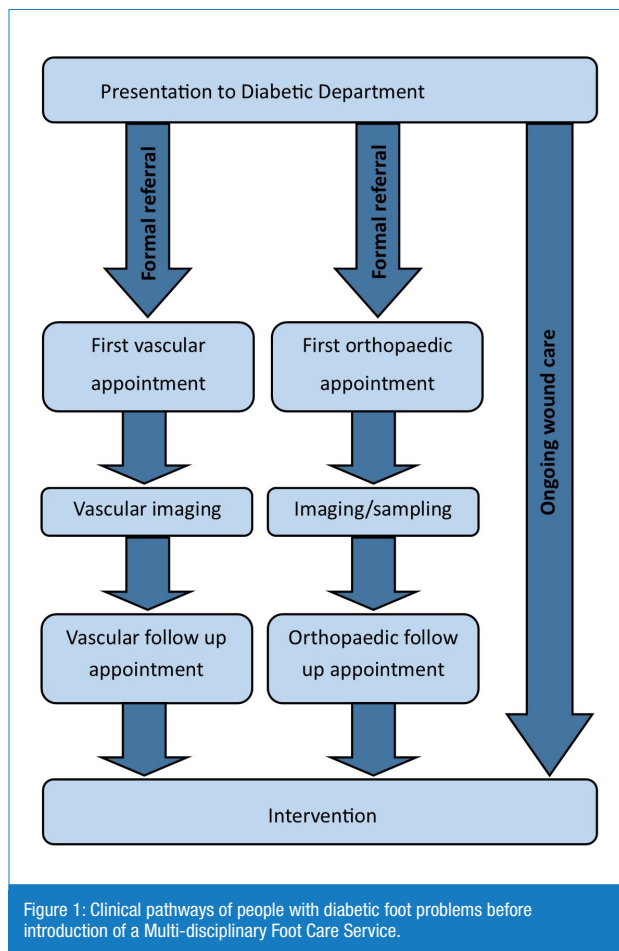 Presentation to Diabetic Department
Formal referral
Formal referral
Ongoing wound care
First vascular
appointment
First orthopaedic
appointment
Vascular imaging
Imaging/sampling
Vascular follow up
appointment
Orthopaedic follow
up appointment
Intervention
Figure 1: Clinical pathways of people with diabetic foot problems before
introduction of a Multi-disciplinary Foot Care Service.